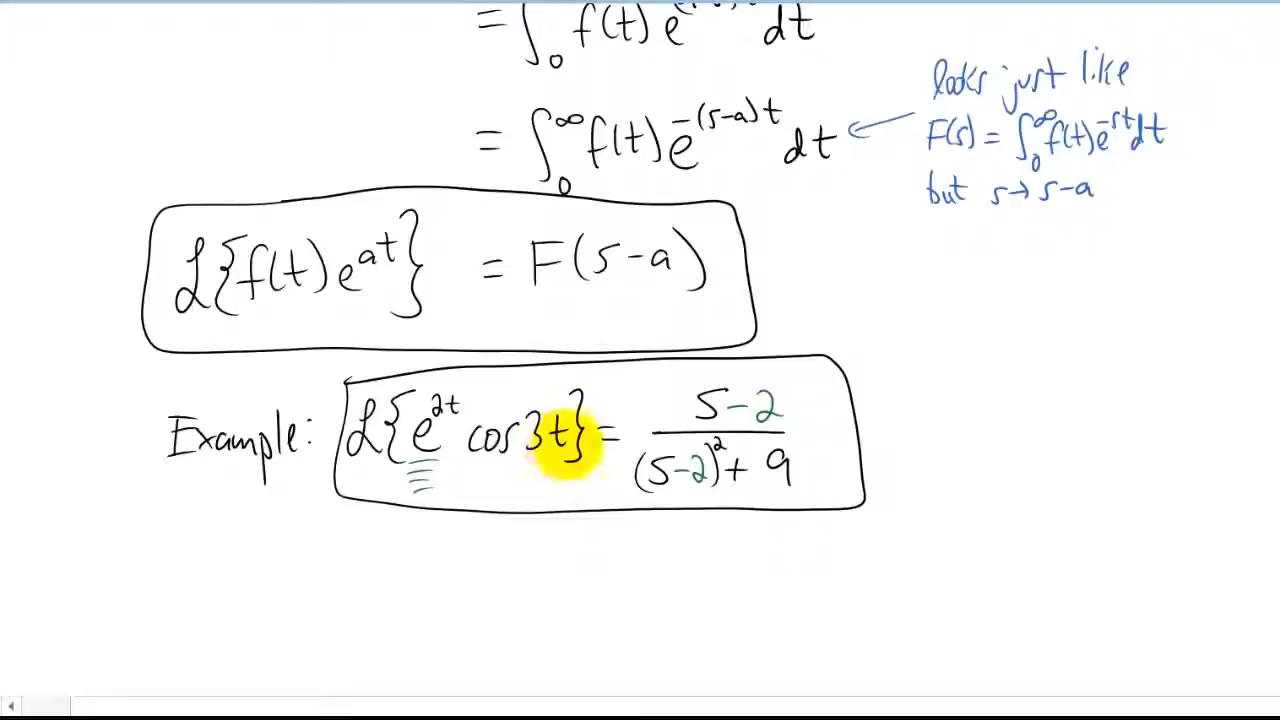 = ∫₀ f(t) e dt
= ∫₀^∞ f(t) e^{-(s-a)t} dt
looks just like
F(s) = ∫₀^∞ f(t) e^{-st} dt
but s → s-a
ℒ{f(t) e^{at}} = F(s-a)
Example: ℒ{e^{2t} cos 3t} = (s-2)/((s-2)² + 9)